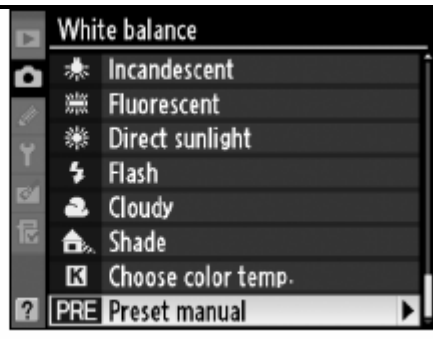 White balance
Incandescent
Fluorescent
Direct sunlight
Flash
Cloudy
Shade
K Choose color temp.
? PRE Preset manual